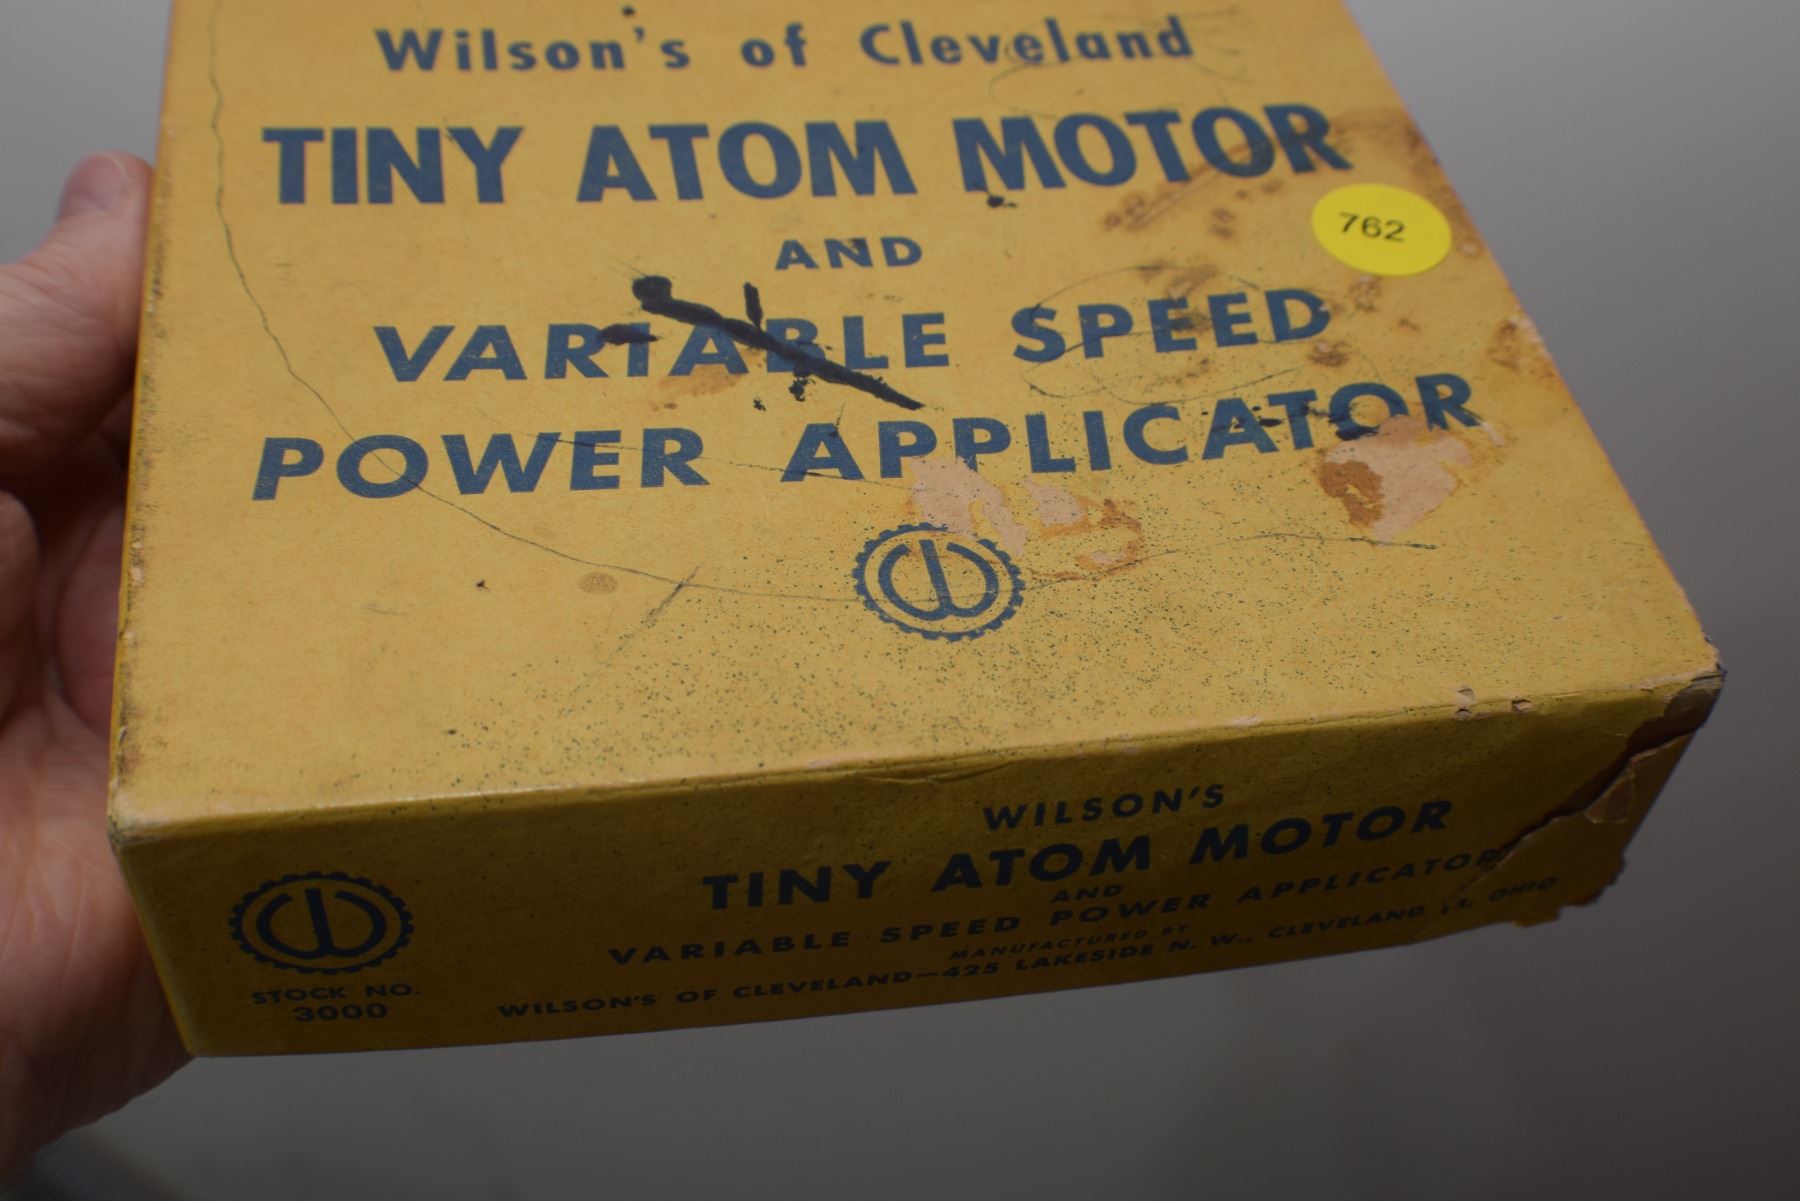 Wilson's of Cleveland
TINY ATOM MOTOR
762
AND
VARIABLE SPEED
POWER APPLICATOR
W
WILSON'S
TINY ATOM MOTOR
AND
VARIABLE SPEED POWER APPLICATOR
MANUFACTURED BY
WILSON'S OF CLEVELAND—425 LAKESIDE N. W., CLEVELAND 13, OHIO
W
STOCK NO.
3000